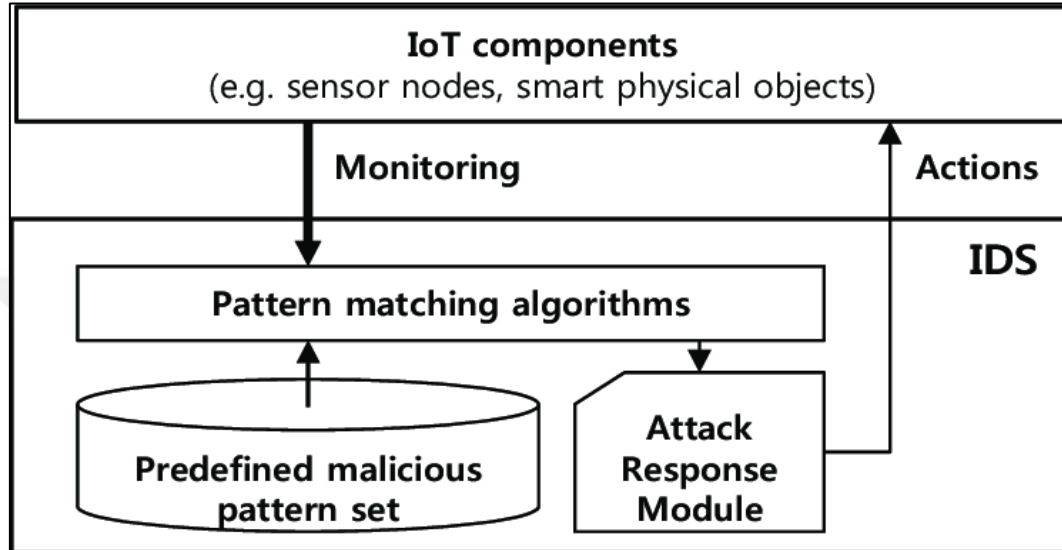 IoT components
(e.g. sensor nodes, smart physical objects)
Monitoring
Actions
IDS
Pattern matching algorithms
Predefined malicious
pattern set
Attack
Response
Module